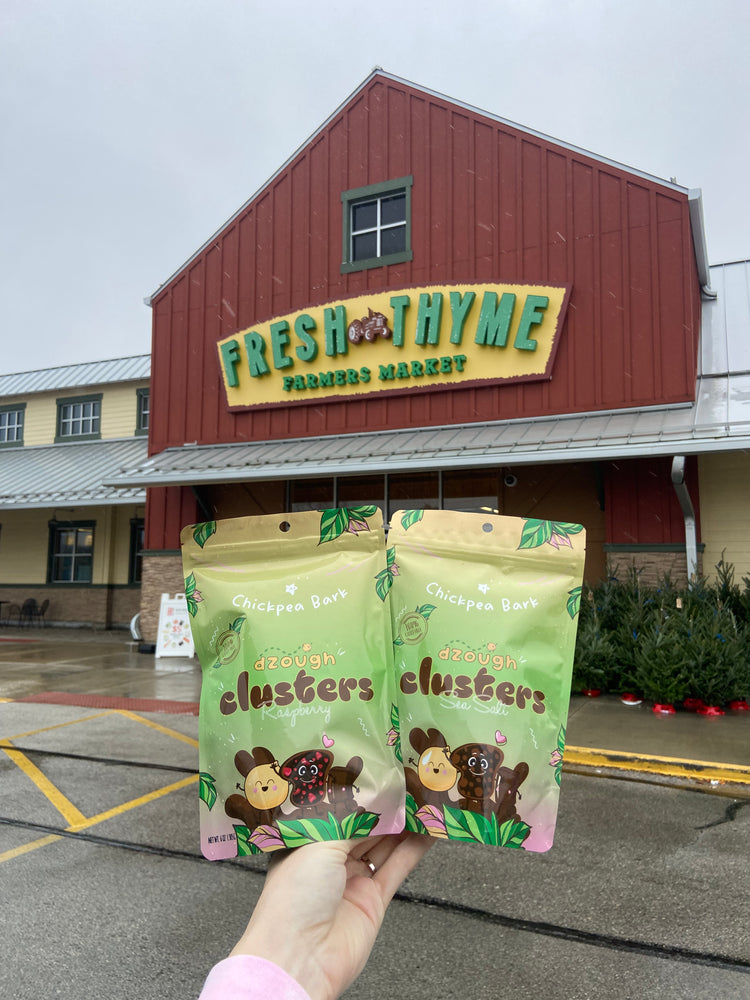 FRESH THYME
FARMERS MARKET
Chickpea Bark
dzough
clusters
Raspberry
Chickpea Bark
dzough
clusters
Sea Salt